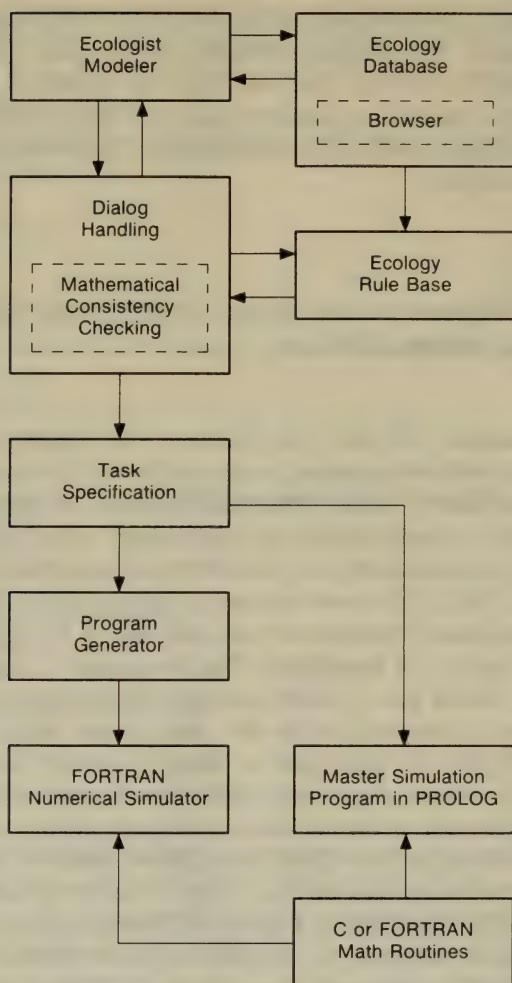 Ecologist
Modeler
Ecology
Database
Browser
Dialog
Handling
Mathematical
Consistency
Checking
Ecology
Rule Base
Task
Specification
Program
Generator
FORTRAN
Numerical Simulator
Master Simulation
Program in PROLOG
C or FORTRAN
Math Routines